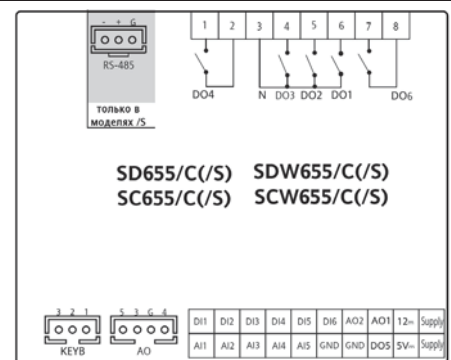 - + G
RS-485
только в
моделях /S
1 2 3 4 5 6 7 8
DO4 N DO3 DO2 DO1 DO6
SD655/C(/S) SDW655/C(/S)
SC655/C(/S) SCW655/C(/S)
3 2 1
KEYB
5 3 G 4
AO
DI1 DI2 DI3 DI4 DI5 DI6 AO2 AO1 12⎓ Supply
AI1 AI2 AI3 AI4 AI5 GND GND DO5 5V⎓ Supply